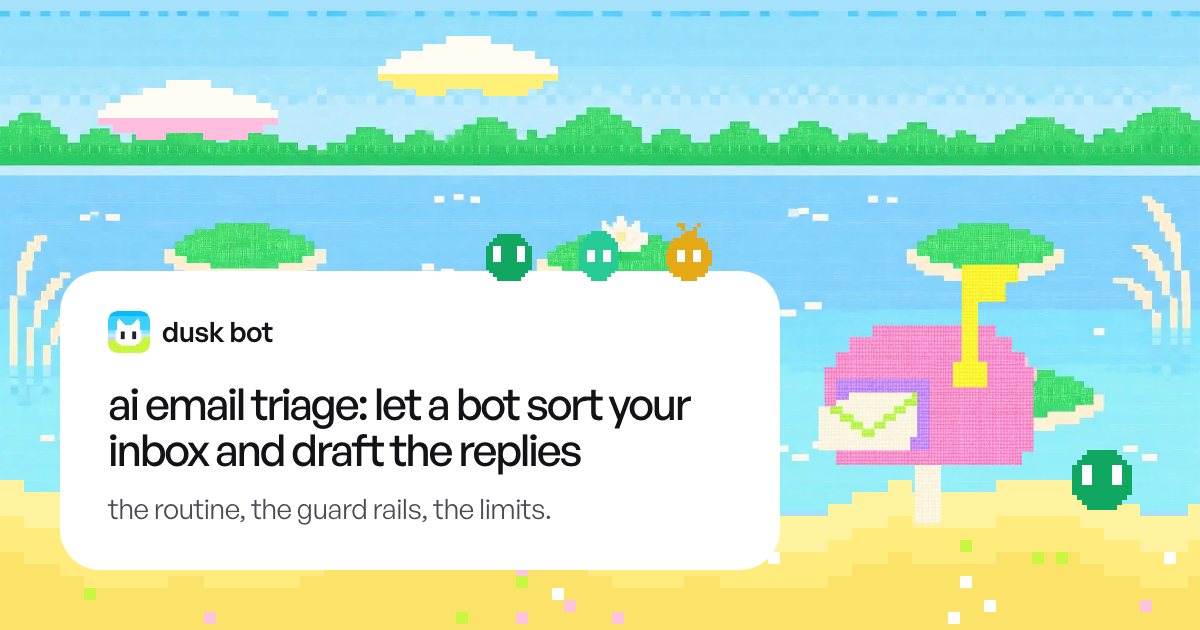 dusk bot
ai email triage: let a bot sort your
inbox and draft the replies
the routine, the guard rails, the limits.